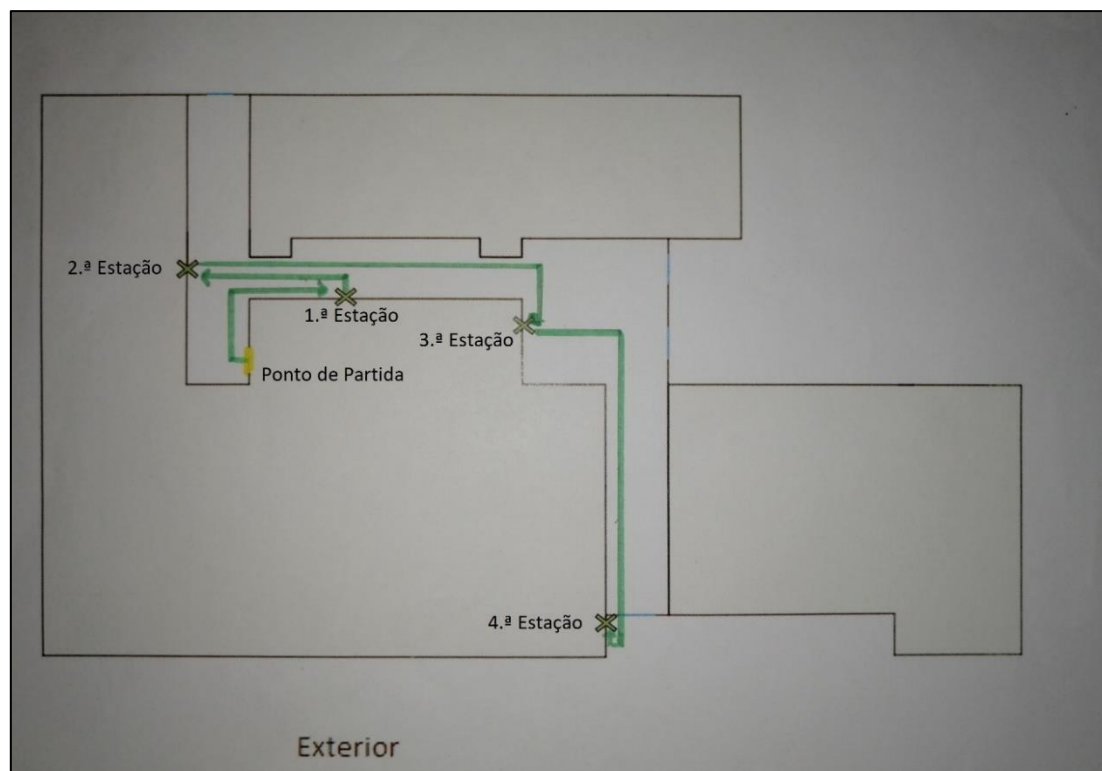 2.ª Estação
1.ª Estação
3.ª Estação
Ponto de Partida
4.ª Estação
Exterior